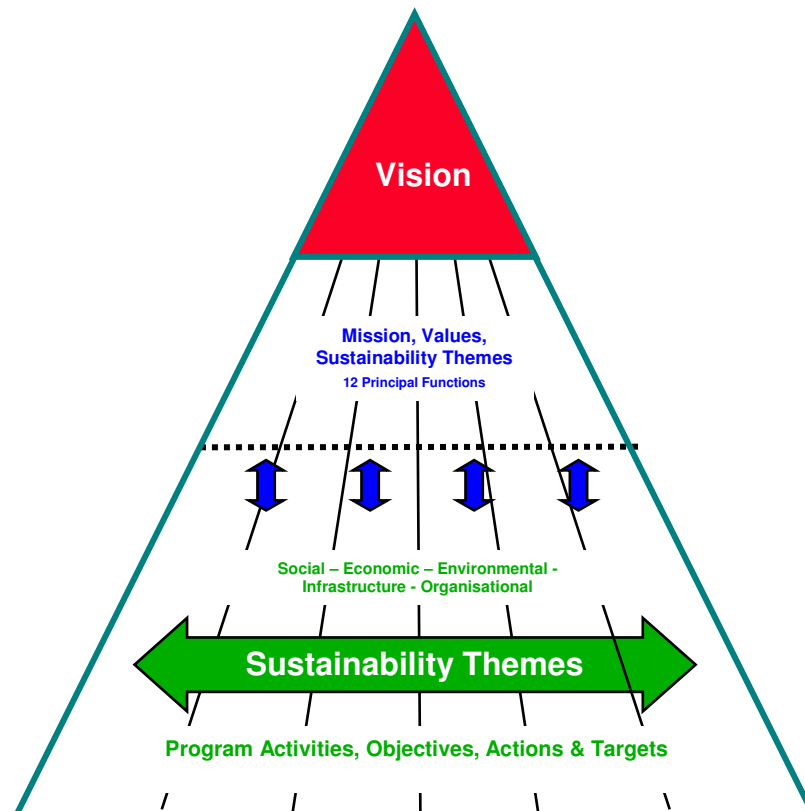 Vision
Mission, Values,
Sustainability Themes
12 Principal Functions
Social – Economic – Environmental -
Infrastructure - Organisational
Sustainability Themes
Program Activities, Objectives, Actions & Targets